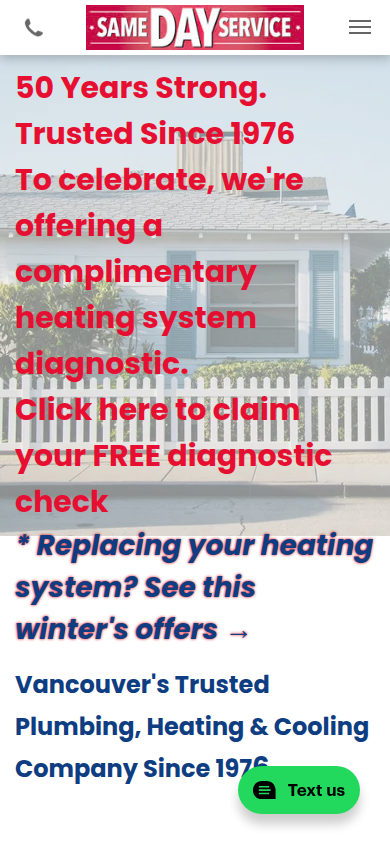 SAME DAY SERVICE
50 Years Strong.
Trusted Since 1976
To celebrate, we're
offering a
complimentary
heating system
diagnostic.
Click here to claim
your FREE diagnostic
check
* Replacing your heating
system? See this
winter's offers →
Vancouver's Trusted
Plumbing, Heating & Cooling
Company Since 1976
Text us